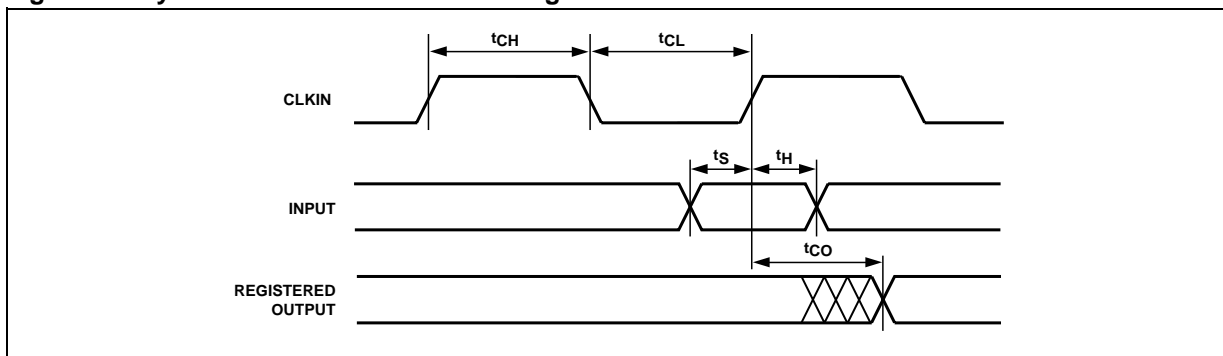 tCH
tCL
CLKIN
tS
tH
INPUT
tCO
REGISTERED
OUTPUT